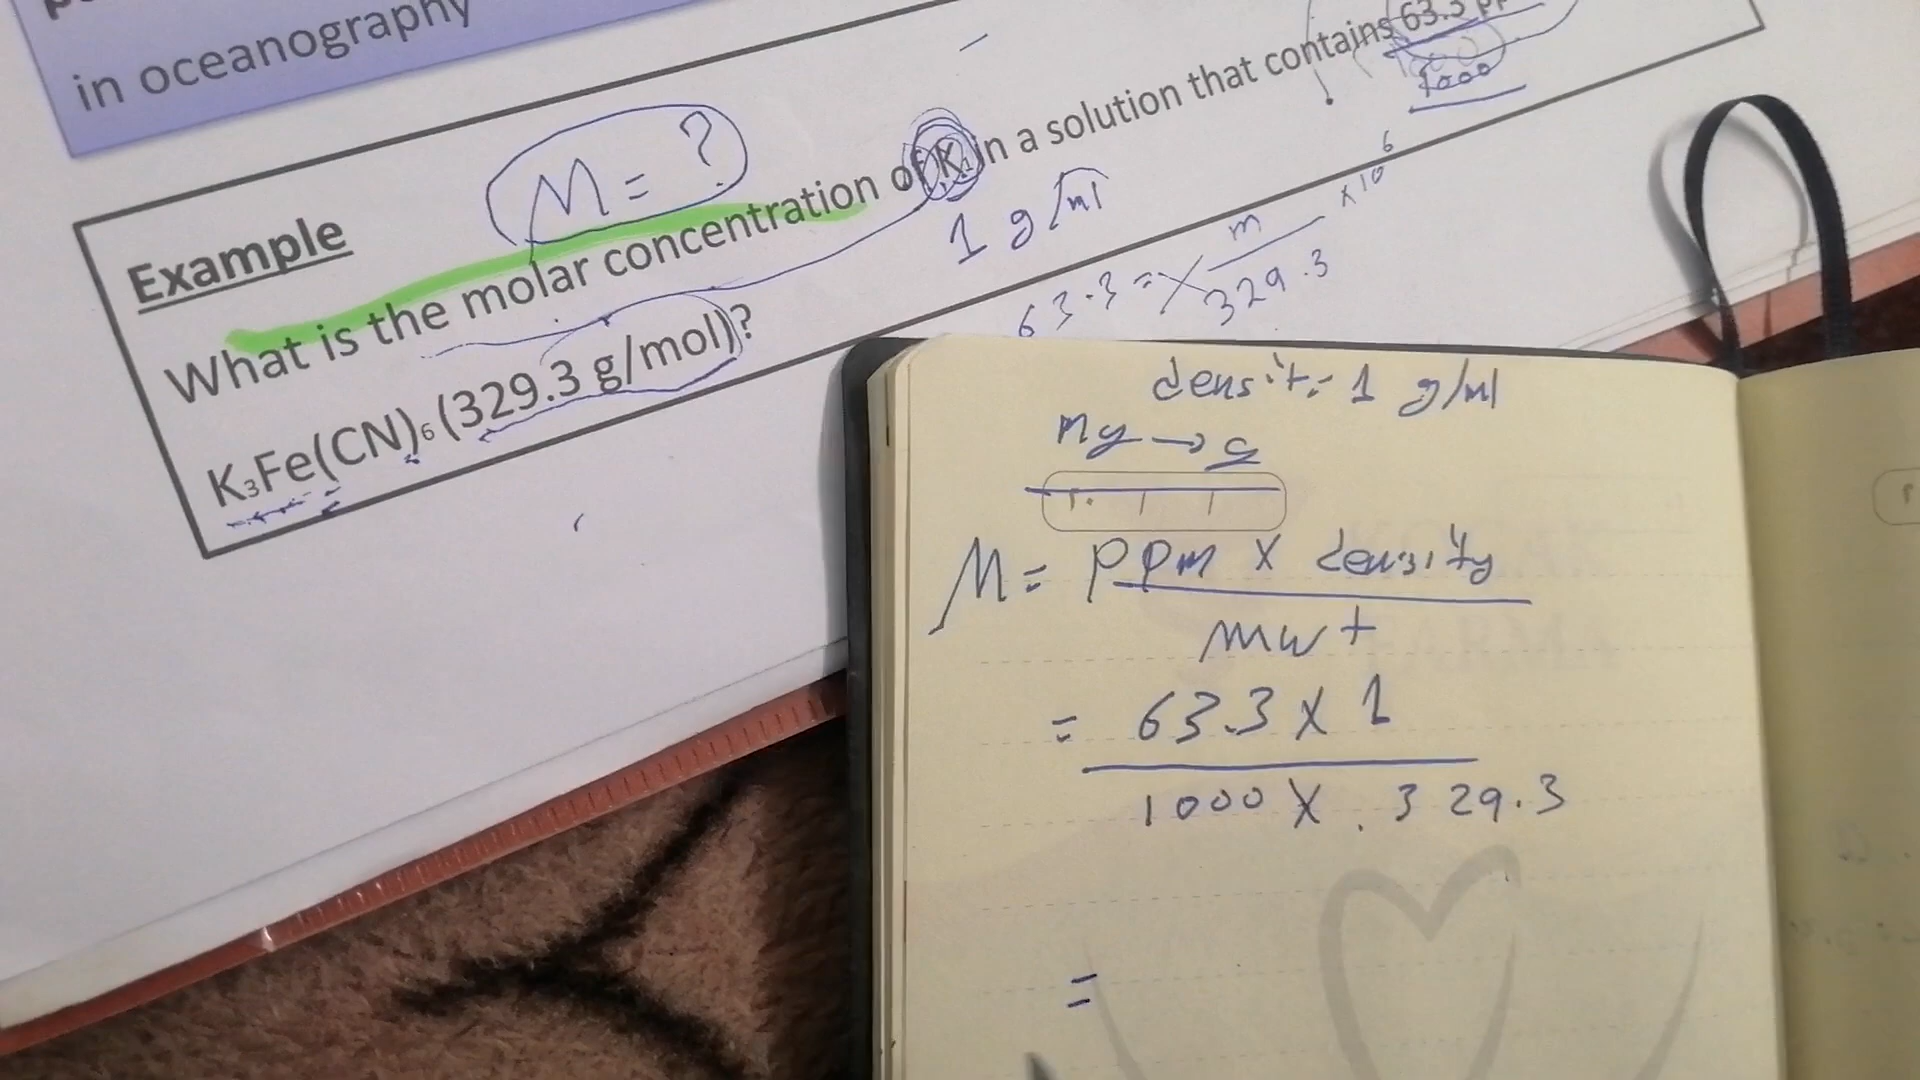 in oceanography
Example
M = ?
What is the molar concentration of K in a solution that contains 63.3
1000
K3Fe(CN)6 (329.3 g/mol)?
1 g/ml
63.3 = m × 10 6
329.3
density: 1 g/ml
mg → g
M = ppm x density
mwt
= 63.3 x 1
1000 x 329.3
=